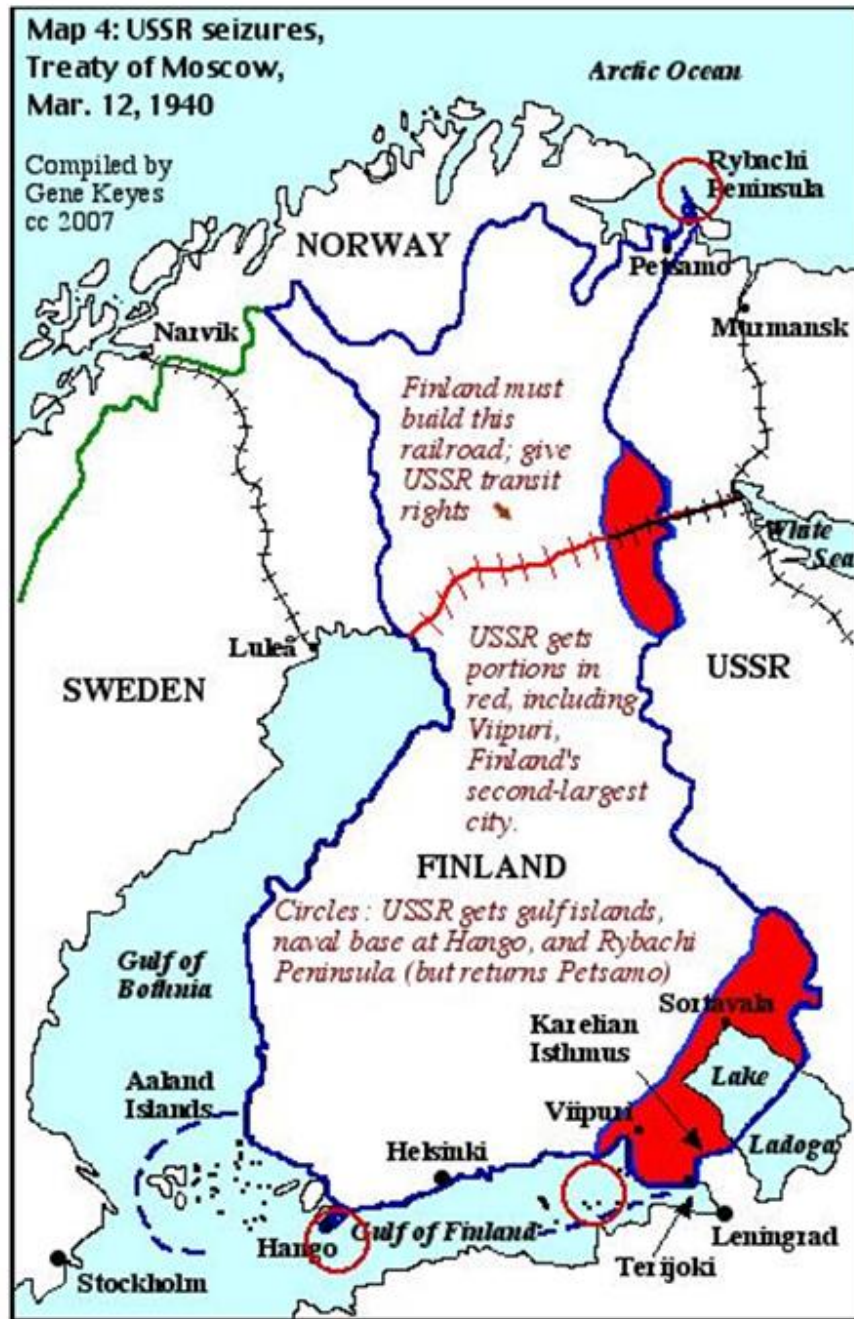 Map 4: USSR seizures,
Treaty of Moscow,
Mar. 12, 1940
Compiled by
Gene Keyes
cc 2007
Arctic Ocean
Rybachi
Peninsula
NORWAY
Petsamo
Narvik
Murmansk
Finland must
build this
railroad; give
USSR transit
rights
White
Sea
Luleå
SWEDEN
USSR gets
portions in
red, including
Viipuri,
Finland's
second-largest
city.
USSR
FINLAND
Circles: USSR gets gulf islands,
naval base at Hango, and Rybachi
Peninsula (but returns Petsamo)
Gulf of
Bothnia
Sortavala
Karelian
Isthmus
Lake
Ladoga
Aaland
Islands
Viipuri
Helsinki
Hango
Gulf of Finland
Leningrad
Terijoki
Stockholm